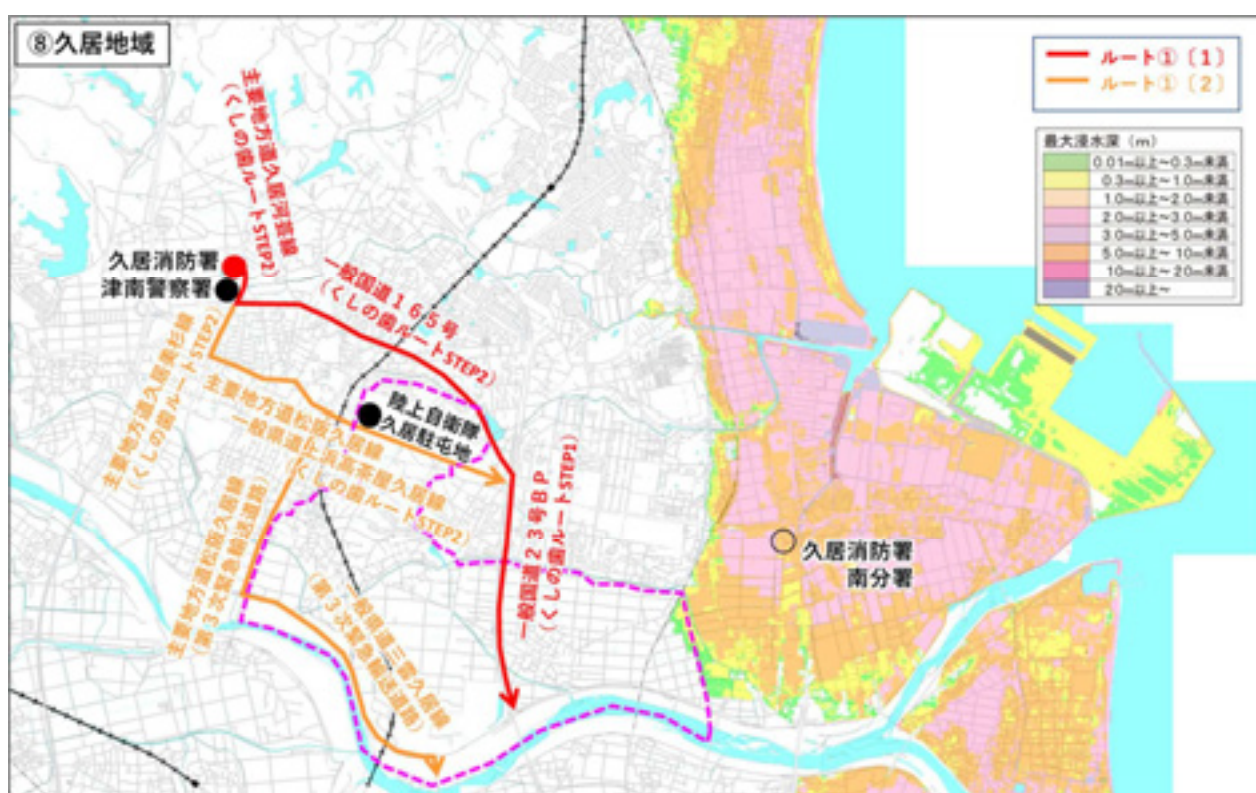 ⑧久居地域
ルート①〔1〕
ルート①〔2〕
最大浸水深（m）
0.01m以上～0.3m未満
0.3m以上～1.0m未満
1.0m以上～2.0m未満
2.0m以上～3.0m未満
3.0m以上～5.0m未満
5.0m以上～10m未満
10m以上～20m未満
20m以上～
主要地方道久居河芸線
（くしの歯ルートSTEP2）
久居消防署
津南警察署
一般国道165号
（くしの歯ルートSTEP2）
主要地方道久居美杉線
（くしの歯ルートSTEP2）
陸上自衛隊
久居駐屯地
主要地方道松阪久居線
一般県道上浜高茶屋久居線
（くしの歯ルートSTEP2）
一般国道23号BP
（くしの歯ルートSTEP1）
久居消防署
南分署
主要地方道松阪久居線
（第3次緊急輸送道路）
一般県道三雲久居線
（第3次緊急輸送道路）